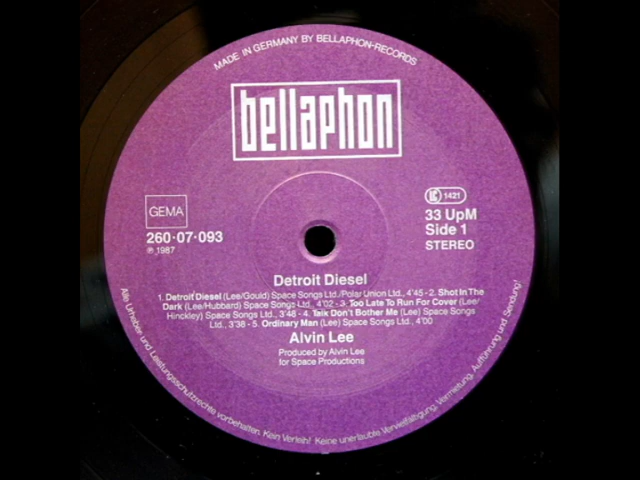 MADE IN GERMANY BY BELLAPHON-RECORDS
bellaphon
GEMA
LC 1421
260·07·093
℗ 1987
33 UpM
Side 1
STEREO
Detroit Diesel
1. Detroit Diesel (Lee/Gould) Space Songs Ltd./Polar Union Ltd., 4'45 - 2. Shot In The
Dark (Lee/Hubbard) Space Songs Ltd., 4'02 - 3. Too Late To Run For Cover (Lee/
Hinckley) Space Songs Ltd., 3'48 - 4. Talk Don't Bother Me (Lee) Space Songs
Ltd., 3'38 - 5. Ordinary Man (Lee) Space Songs Ltd., 4'00
Alvin Lee
Produced by Alvin Lee
for Space Productions
Alle Urheber und Leistungsschutzrechte vorbehalten. Kein Verleih! Keine unerlaubte Vervielfältigung, Vermietung, Aufführung und Sendung!